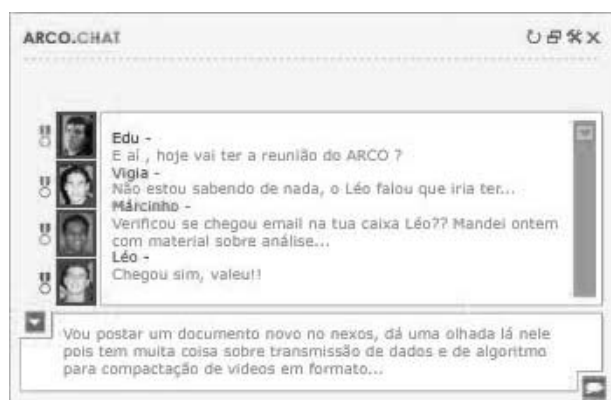 ARCO.CHAT
Edu -
E aí , hoje vai ter a reunião do ARCO ?
Vigia -
Não estou sabendo de nada, o Léo falou que iria ter...
Márcinho -
Verificou se chegou email na tua caixa Léo?? Mandei ontem
com material sobre análise...
Léo -
Chegou sim, valeu!!
Vou postar um documento novo no nexos, dá uma olhada lá nele
pois tem muita coisa sobre transmissão de dados e de algoritmo
para compactação de videos em formato...